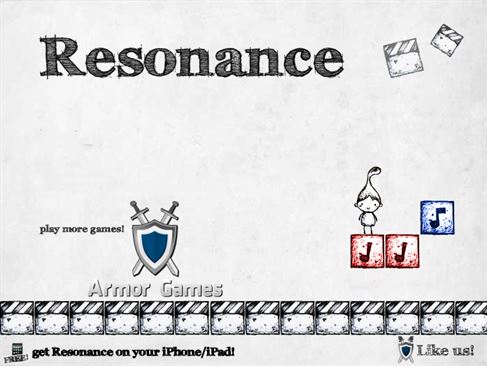 Resonance
play more games!
Armor Games
FREE!
get Resonance on your iPhone/iPad!
Like us!